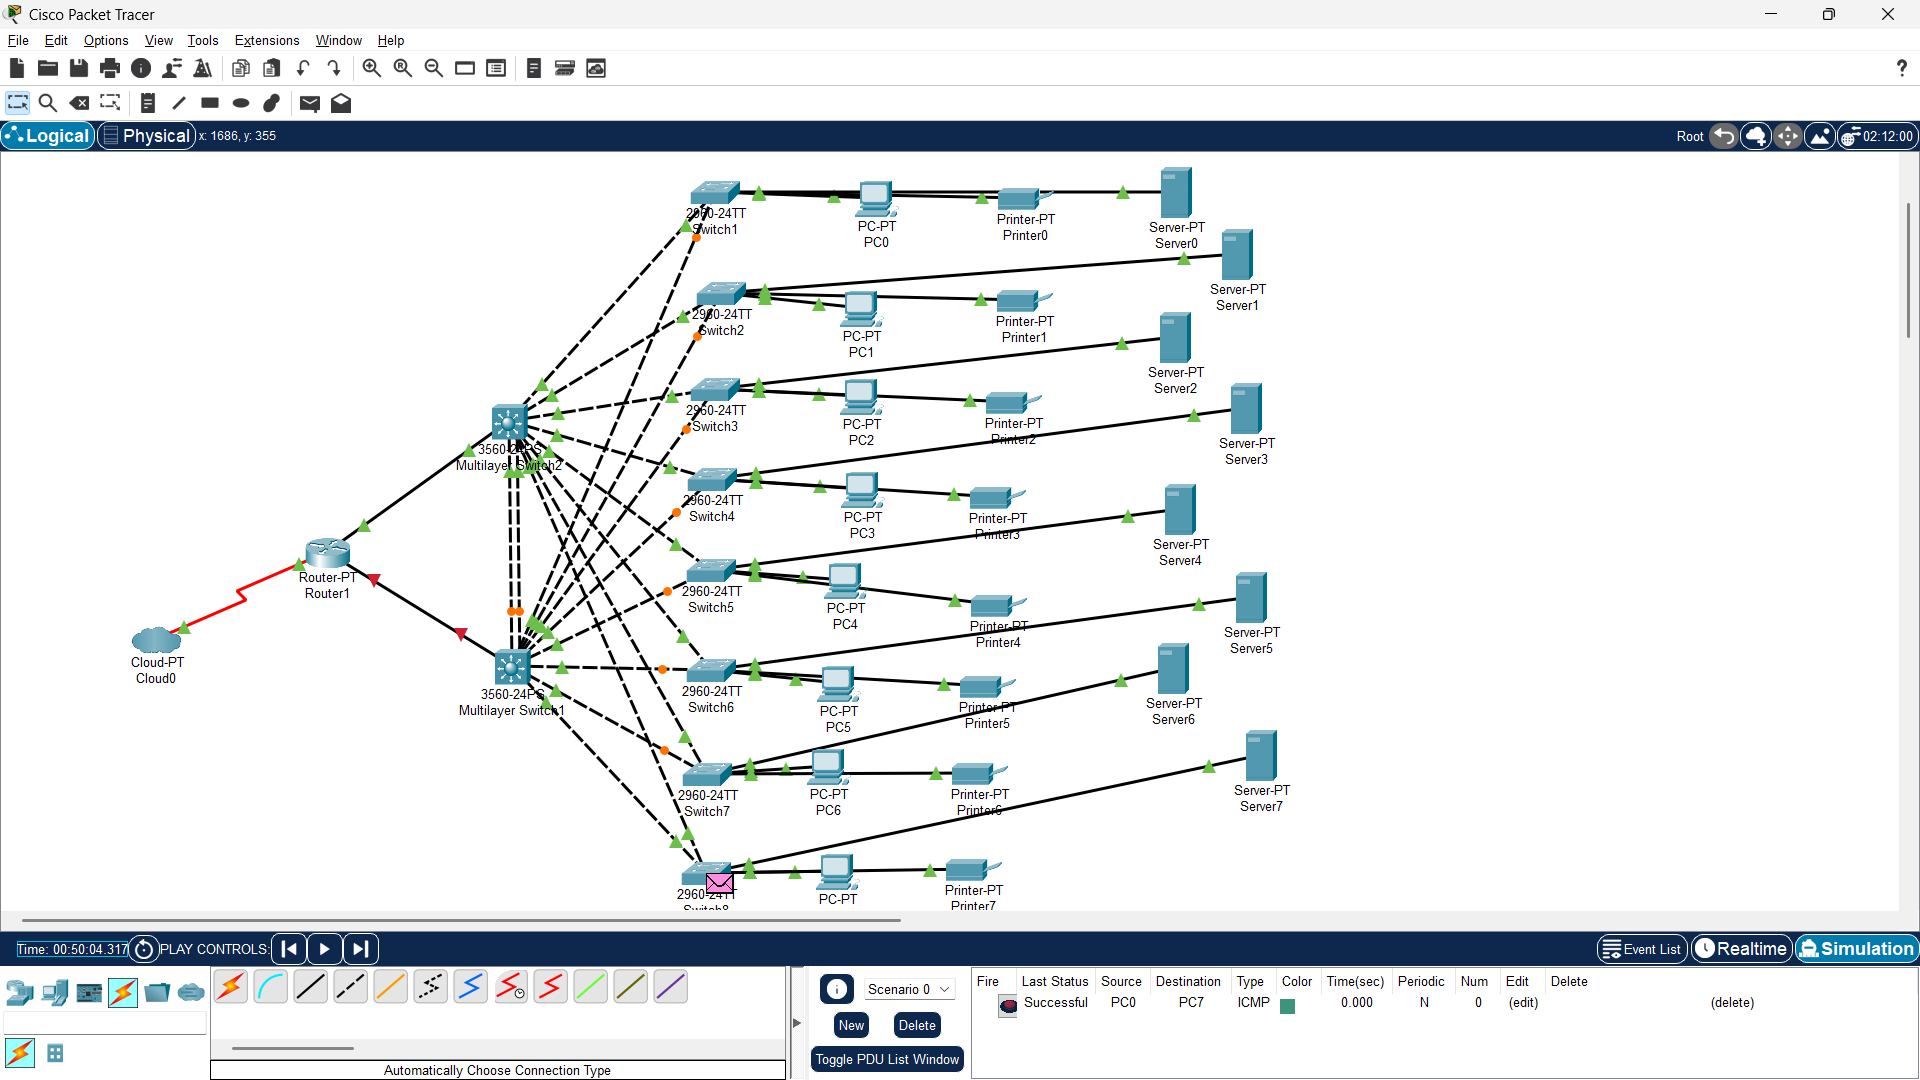 Cisco Packet Tracer
File Edit Options View Tools Extensions Window Help
?
Logical Physical x: 1686, y: 355 Root 02:12:00
2960-24TT
Switch1
PC-PT
PC0
Printer-PT
Printer0
Server-PT
Server0
2960-24TT
Switch2
PC-PT
PC1
Printer-PT
Printer1
Server-PT
Server1
2960-24TT
Switch3
PC-PT
PC2
Printer-PT
Printer2
Server-PT
Server2
3560-24PS
Multilayer Switch2
2960-24TT
Switch4
PC-PT
PC3
Printer-PT
Printer3
Server-PT
Server3
Router-PT
Router1
2960-24TT
Switch5
PC-PT
PC4
Printer-PT
Printer4
Server-PT
Server4
Cloud-PT
Cloud0
3560-24PS
Multilayer Switch1
2960-24TT
Switch6
PC-PT
PC5
Printer-PT
Printer5
Server-PT
Server5
2960-24TT
Switch7
PC-PT
PC6
Printer-PT
Printer6
Server-PT
Server6
2960-24TT
Switch8
PC-PT
Printer-PT
Printer7
Server-PT
Server7
Time: 00:50:04.317 PLAY CONTROLS: Event List Realtime Simulation
Scenario 0
New Delete
Toggle PDU List Window
Fire Last Status Source Destination Type Color Time(sec) Periodic Num Edit Delete
Successful PC0 PC7 ICMP 0.000 N 0 (edit) (delete)
Automatically Choose Connection Type